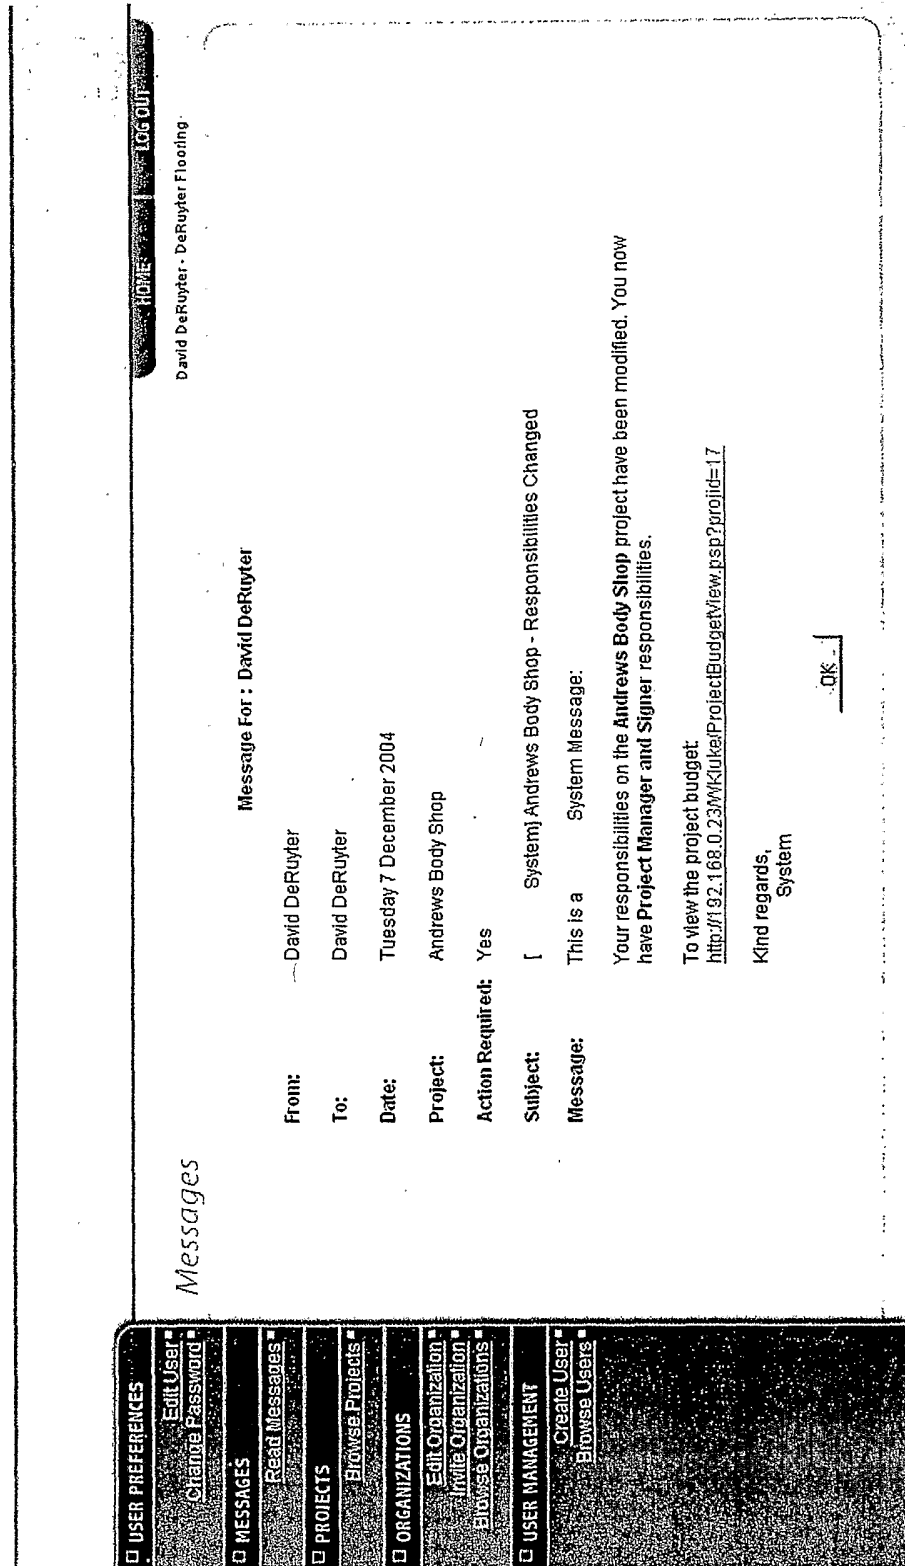 HOME LOG OUT
David DeRuyter - DeRuyter Flooring
USER PREFERENCES
Edit User
Change Password
MESSAGES
Read Messages
PROJECTS
Browse Projects
ORGANIZATIONS
Edit Organization
Invite Organization
Browse Organizations
USER MANAGEMENT
Create User
Browse Users
Messages
Message For : David DeRuyter
From: David DeRuyter
To: David DeRuyter
Date: Tuesday 7 December 2004
Project: Andrews Body Shop
Action Required: Yes
Subject: [ System] Andrews Body Shop - Responsibilities Changed
Message: This is a System Message:
Your responsibilities on the Andrews Body Shop project have been modified. You now
have Project Manager and Signer responsibilities.
To view the project budget:
http://192.168.0.23/WKluke/ProjectBudgetView.psp?projid=17
Kind regards,
System
OK